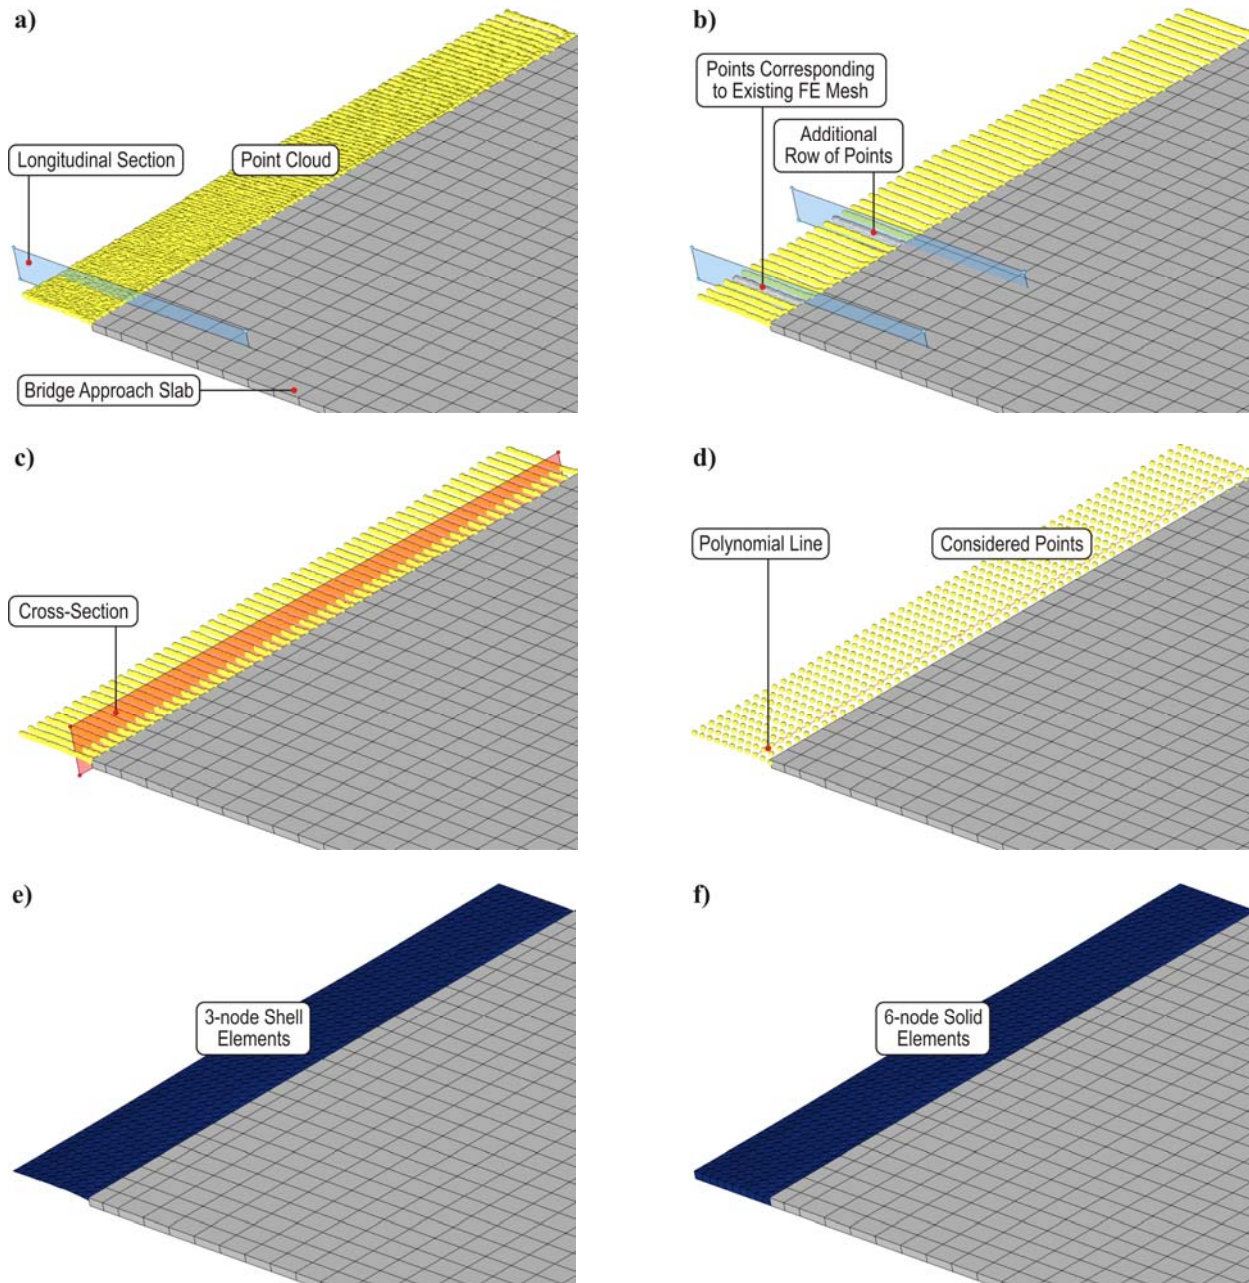 a)
Longitudinal Section
Point Cloud
Bridge Approach Slab
b)
Points Corresponding
to Existing FE Mesh
Additional
Row of Points
c)
Cross-Section
d)
Polynomial Line
Considered Points
e)
3-node Shell
Elements
f)
6-node Solid
Elements